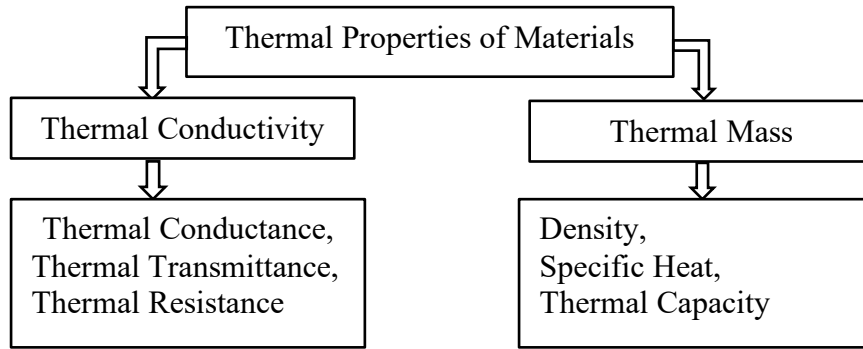 Thermal Properties of Materials
Thermal Conductivity
Thermal Mass
Thermal Conductance,
Thermal Transmittance,
Thermal Resistance
Density,
Specific Heat,
Thermal Capacity